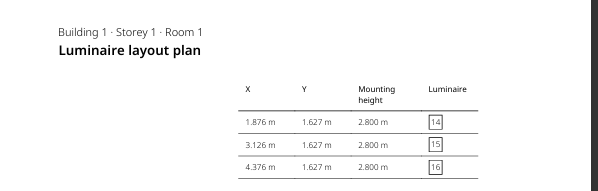 Building 1 · Storey 1 · Room 1
Luminaire layout plan
X Y Mounting height Luminaire
1.876 m 1.627 m 2.800 m 14
3.126 m 1.627 m 2.800 m 15
4.376 m 1.627 m 2.800 m 16